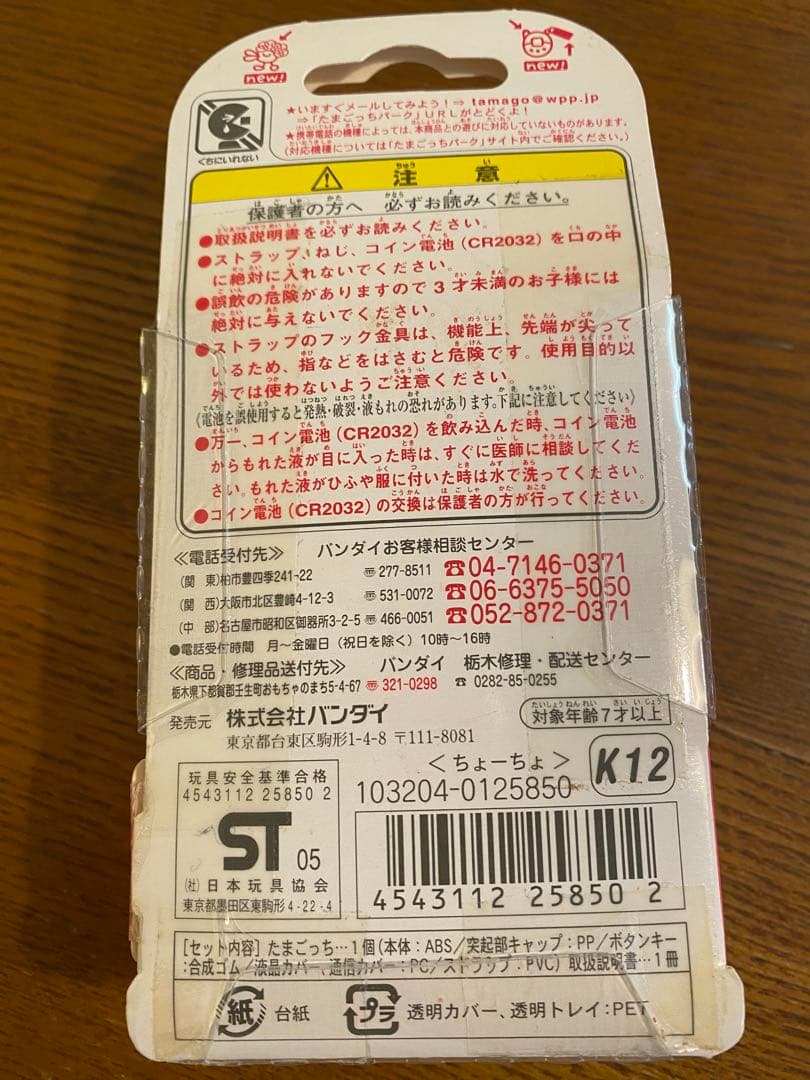 new!
new!
くちにいれない
★いますぐメールしてみよう!⇒ tamago@wpp.jp
⇒「たまごっちパーク」URLがとどくよ!
★携帯電話の機種によっては、本商品との遊びに対応していないものがあります。
(対応機種については「たまごっちパーク」サイト内でご確認ください。)
注意
保護者の方へ 必ずお読みください。
●取扱説明書を必ずお読みください。
●ストラップ、ねじ、コイン電池(CR2032)を口の中
に絶対に入れないでください。
●誤飲の危険がありますので3才未満のお子様には
絶対に与えないでください。
●ストラップのフック金具は、機能上、先端が尖って
いるため、指などをはさむと危険です。使用目的以
外では使わないようご注意ください。
《電池を誤使用すると発熱・破裂・液もれの恐れがあります。下記に注意してください》
●万一、コイン電池(CR2032)を飲み込んだ時、コイン電池
からもれた液が目に入った時は、すぐに医師に相談してくだ
さい。もれた液がひふや服に付いた時は水で洗ってください。
●コイン電池(CR2032)の交換は保護者の方が行ってください。
≪電話受付先≫ バンダイお客様相談センター
(関 東)柏市豊四季241-22 〠277-8511 ☎04-7146-0371
(関 西)大阪市北区豊崎4-12-3 〠531-0072 ☎06-6375-5050
(中 部)名古屋市昭和区御器所3-2-5 〠466-0051 ☎052-872-0371
●電話受付時間 月〜金曜日(祝日を除く)10時〜16時
≪商品・修理品送付先≫ バンダイ 栃木修理・配送センター
栃木県下都賀郡壬生町おもちゃのまち5-4-67 〠321-0298 ☎0282-85-0255
発売元 株式会社バンダイ
東京都台東区駒形1-4-8 〒111-8081
対象年齢7才以上
<ちょーちょ>
K12
103204-0125850
玩具安全基準合格
4543112 25850 2
ST 05
(社)日本玩具協会
東京都墨田区東駒形4-22-4
4543112 25850 2
[セット内容]たまごっち…1個(本体:ABS/突起部キャップ:PP/ボタンキー
:合成ゴム/液晶カバー、通信カバー:PC/ストラップ:PVC) 取扱説明書…1冊
紙 台紙
プラ 透明カバー、透明トレイ:PET